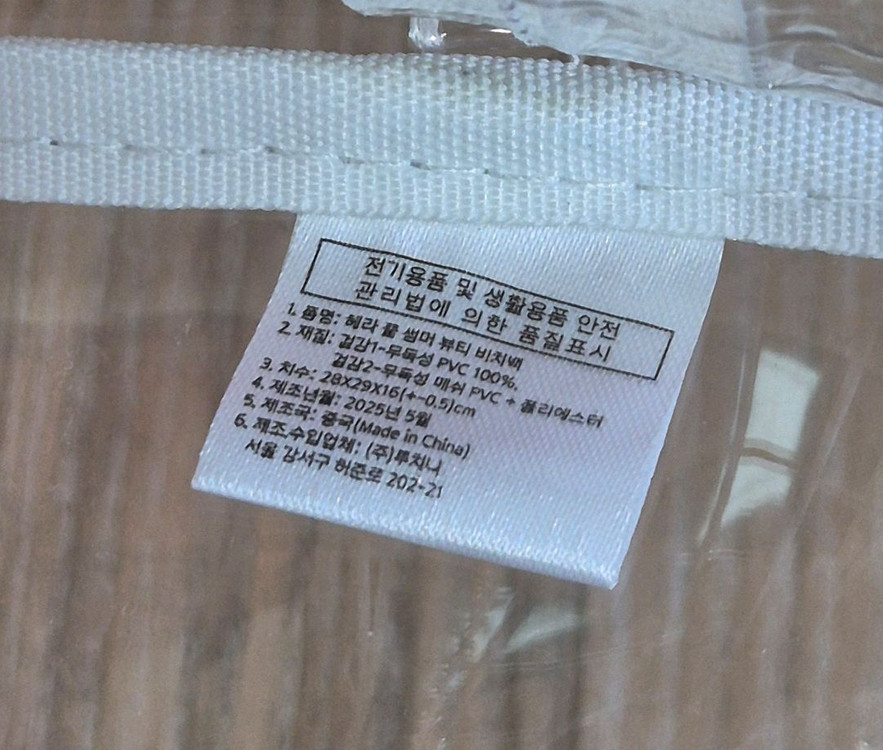 전기용품 및 생활용품 안전
관리법에 의한 품질표시
1. 품명: 헤라 쿨 썸머 뷰티 비치백
2. 재질: 겉감1-무독성 PVC 100%,
겉감2-무독성 메쉬 PVC + 폴리에스터
3. 치수: 28X29X16(+-0.5)cm
4. 제조년월: 2025년 5월
5. 제조국: 중국(Made in China)
6. 제조,수입업체: (주)투치니
서울 강서구 허준로 202-21